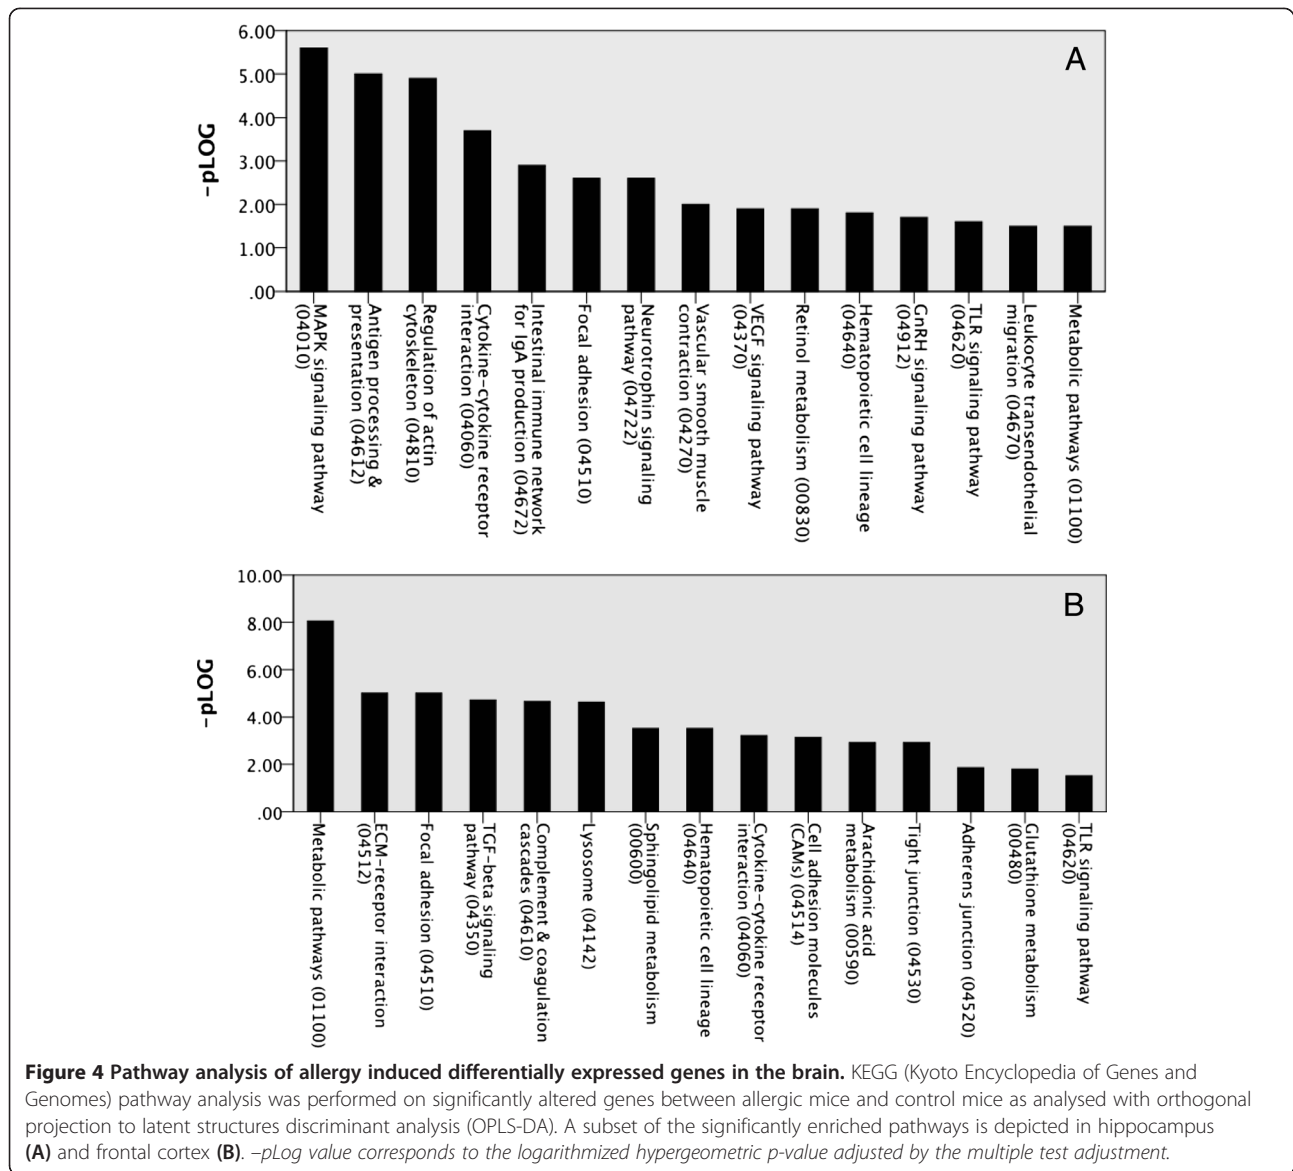 6.00
5.00
4.00
3.00
2.00
1.00
.00
-pLOG
A
MAPK signaling pathway
(04010)
Antigen processing &
presentation (04612)
Regulation of actin
cytoskeleton (04810)
Cytokine-cytokine receptor
interaction (04060)
Intestinal immune network
for IgA production (04672)
Focal adhesion (04510)
Neurotrophin signaling
pathway (04722)
Vascular smooth muscle
contraction (04270)
VEGF signaling pathway
(04370)
Retinol metabolism (00830)
Hematopoietic cell lineage
(04640)
GnRH signaling pathway
(04912)
TLR signaling pathway
(04620)
Leukocyte transendothelial
migration (04670)
Metabolic pathways (01100)
10.00
8.00
6.00
4.00
2.00
.00
-pLOG
B
Metabolic pathways (01100)
ECM-receptor interaction
(04512)
Focal adhesion (04510)
TGF-beta signaling
pathway (04350)
Complement & coagulation
cascades (04610)
Lysosome (04142)
Sphingolipid metabolism
(00600)
Hematopoietic cell lineage
(04640)
Cytokine-cytokine receptor
interaction (04060)
Cell adhesion molecules
(CAMs) (04514)
Arachidonic acid
metabolism (00590)
Tight junction (04530)
Adherens junction (04520)
Glutathione metabolism
(00480)
TLR signaling pathway
(04620)
Figure 4 Pathway analysis of allergy induced differentially expressed genes in the brain. KEGG (Kyoto Encyclopedia of Genes and
Genomes) pathway analysis was performed on significantly altered genes between allergic mice and control mice as analysed with orthogonal
projection to latent structures discriminant analysis (OPLS-DA). A subset of the significantly enriched pathways is depicted in hippocampus
(A) and frontal cortex (B). –pLog value corresponds to the logarithmized hypergeometric p-value adjusted by the multiple test adjustment.